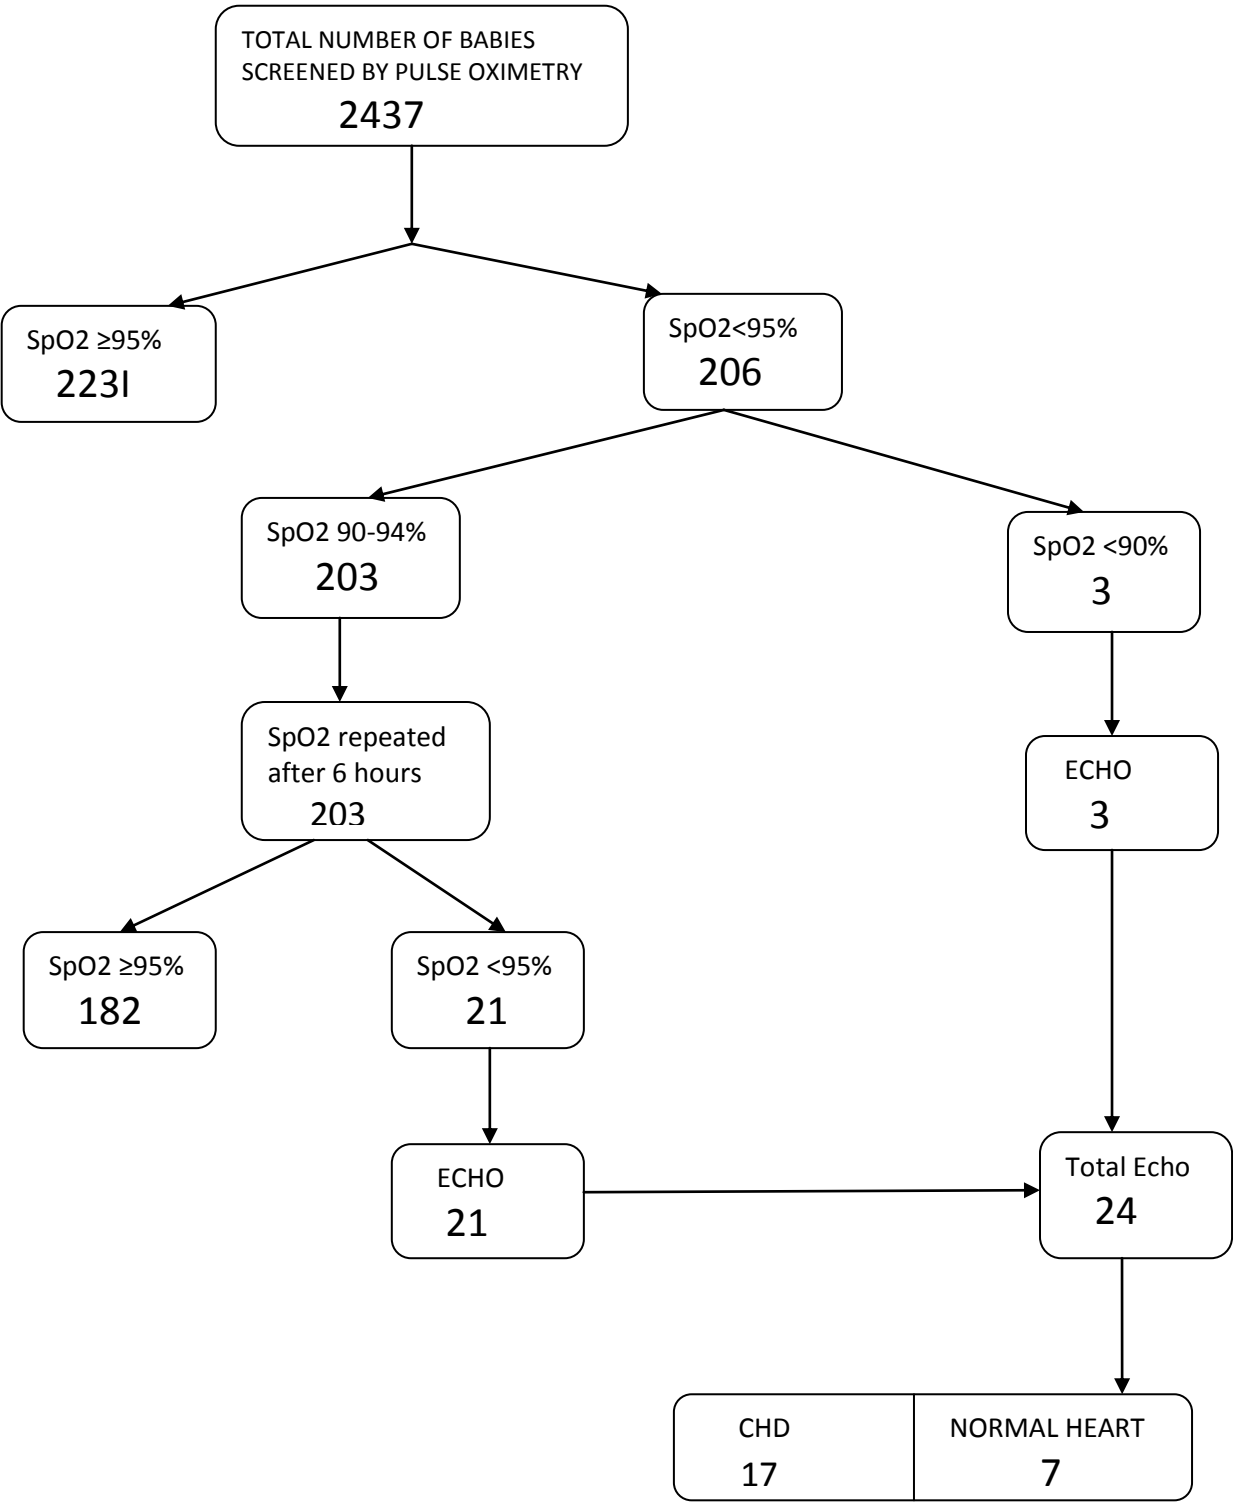 TOTAL NUMBER OF BABIES
SCREENED BY PULSE OXIMETRY
2437
SpO2 ≥95%
223I
SpO2<95%
206
SpO2 90-94%
203
SpO2 <90%
3
SpO2 repeated
after 6 hours
203
ECHO
3
SpO2 ≥95%
182
SpO2 <95%
21
ECHO
21
Total Echo
24
CHD
17
NORMAL HEART
7